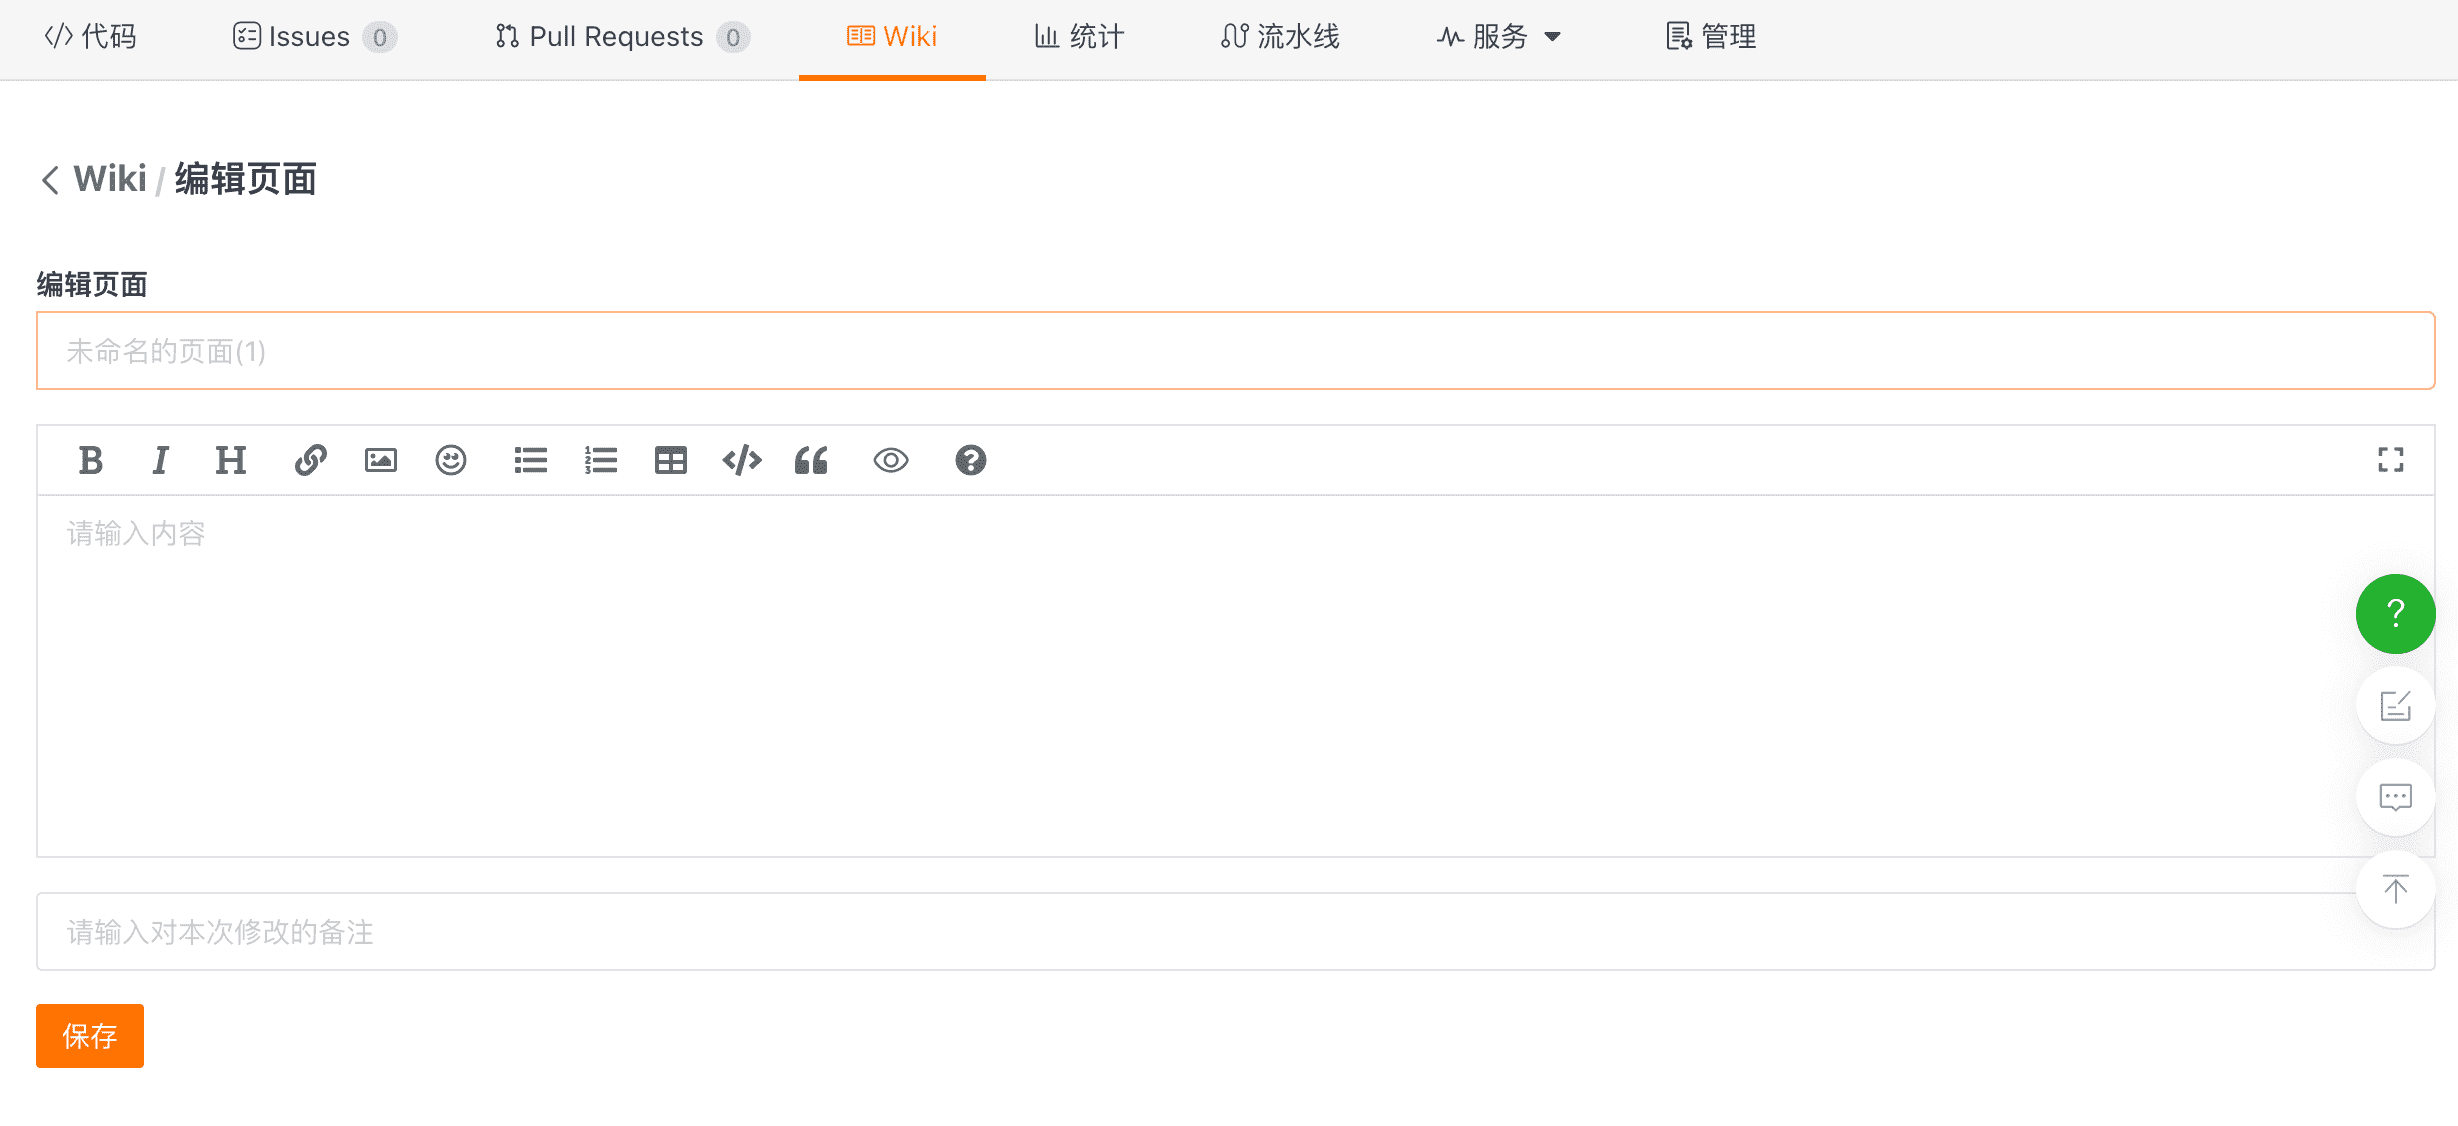 代码 Issues 0 Pull Requests 0 Wiki 统计 流水线 服务 管理
Wiki / 编辑页面
编辑页面
未命名的页面(1)
请输入内容
请输入对本次修改的备注
保存